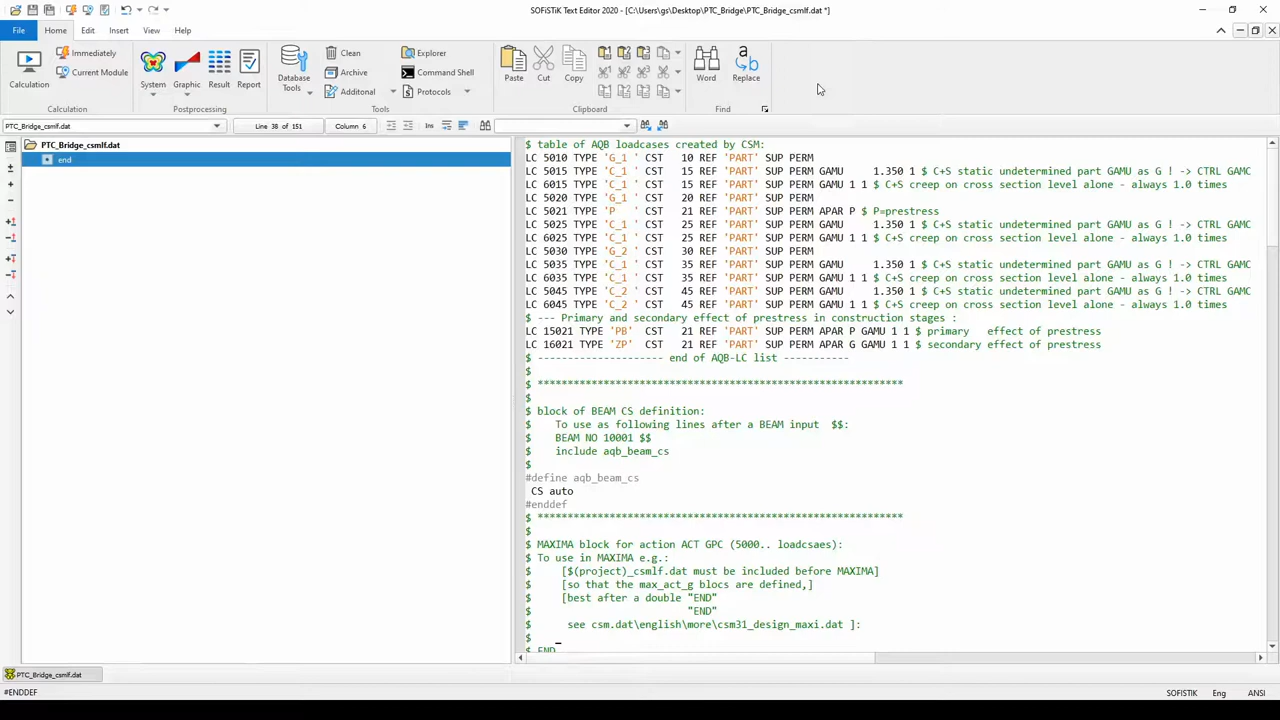 SOFiSTiK Text Editor 2020 - [C:\Users\gs\Desktop\PTC_Bridge\PTC_Bridge_csmlf.dat *]
File Home Edit Insert View Help
Immediately
Current Module
Calculation
Calculation
System
Graphic
Result
Report
Postprocessing
Database Tools
Clean
Archive
Additonal
Explorer
Command Shell
Protocols
Tools
Paste
Cut
Copy
Clipboard
Word
Replace
Find
PTC_Bridge_csmlf.dat
Line 38 of 151
Column 6
PTC_Bridge_csmlf.dat
end
$ table of AQB loadcases created by CSM:
LC 5010 TYPE 'G_1 ' CST 10 REF 'PART' SUP PERM
LC 5015 TYPE 'C_1 ' CST 15 REF 'PART' SUP PERM GAMU 1.350 1 $ C+S static undetermined part GAMU as G ! -> CTRL GAMC
LC 6015 TYPE 'C_1 ' CST 15 REF 'PART' SUP PERM GAMU 1 1 $ C+S creep on cross section level alone - always 1.0 times
LC 5020 TYPE 'G_1 ' CST 20 REF 'PART' SUP PERM
LC 5021 TYPE 'P ' CST 21 REF 'PART' SUP PERM APAR P $ P=prestress
LC 5025 TYPE 'C_1 ' CST 25 REF 'PART' SUP PERM GAMU 1.350 1 $ C+S static undetermined part GAMU as G ! -> CTRL GAMC
LC 6025 TYPE 'C_1 ' CST 25 REF 'PART' SUP PERM GAMU 1 1 $ C+S creep on cross section level alone - always 1.0 times
LC 5030 TYPE 'G_2 ' CST 30 REF 'PART' SUP PERM
LC 5035 TYPE 'C_1 ' CST 35 REF 'PART' SUP PERM GAMU 1.350 1 $ C+S static undetermined part GAMU as G ! -> CTRL GAMC
LC 6035 TYPE 'C_1 ' CST 35 REF 'PART' SUP PERM GAMU 1 1 $ C+S creep on cross section level alone - always 1.0 times
LC 5045 TYPE 'C_2 ' CST 45 REF 'PART' SUP PERM GAMU 1.350 1 $ C+S static undetermined part GAMU as G ! -> CTRL GAMC
LC 6045 TYPE 'C_2 ' CST 45 REF 'PART' SUP PERM GAMU 1 1 $ C+S creep on cross section level alone - always 1.0 times
$ --- Primary and secondary effect of prestress in construction stages :
LC 15021 TYPE 'PB' CST 21 REF 'PART' SUP PERM APAR P GAMU 1 1 $ primary effect of prestress
LC 16021 TYPE 'ZP' CST 21 REF 'PART' SUP PERM APAR G GAMU 1 1 $ secondary effect of prestress
$ --------------------- end of AQB-LC list -----------
$
$ *************************************************************
$
$ block of BEAM CS definition:
$ To use as following lines after a BEAM input $$:
$ BEAM NO 10001 $$
$ include aqb_beam_cs
$
#define aqb_beam_cs
CS auto
#enddef
$ *************************************************************
$
$ MAXIMA block for action ACT GPC (5000.. loadcsaes):
$ To use in MAXIMA e.g.:
$ [$(project)_csmlf.dat must be included before MAXIMA]
$ [so that the max_act_g blocs are defined,]
$ [best after a double "END"
$ "END"
$ see csm.dat\english\more\csm31_design_maxi.dat ]:
$
$ END
PTC_Bridge_csmlf.dat
#ENDDEF
SOFISTIK Eng ANSI